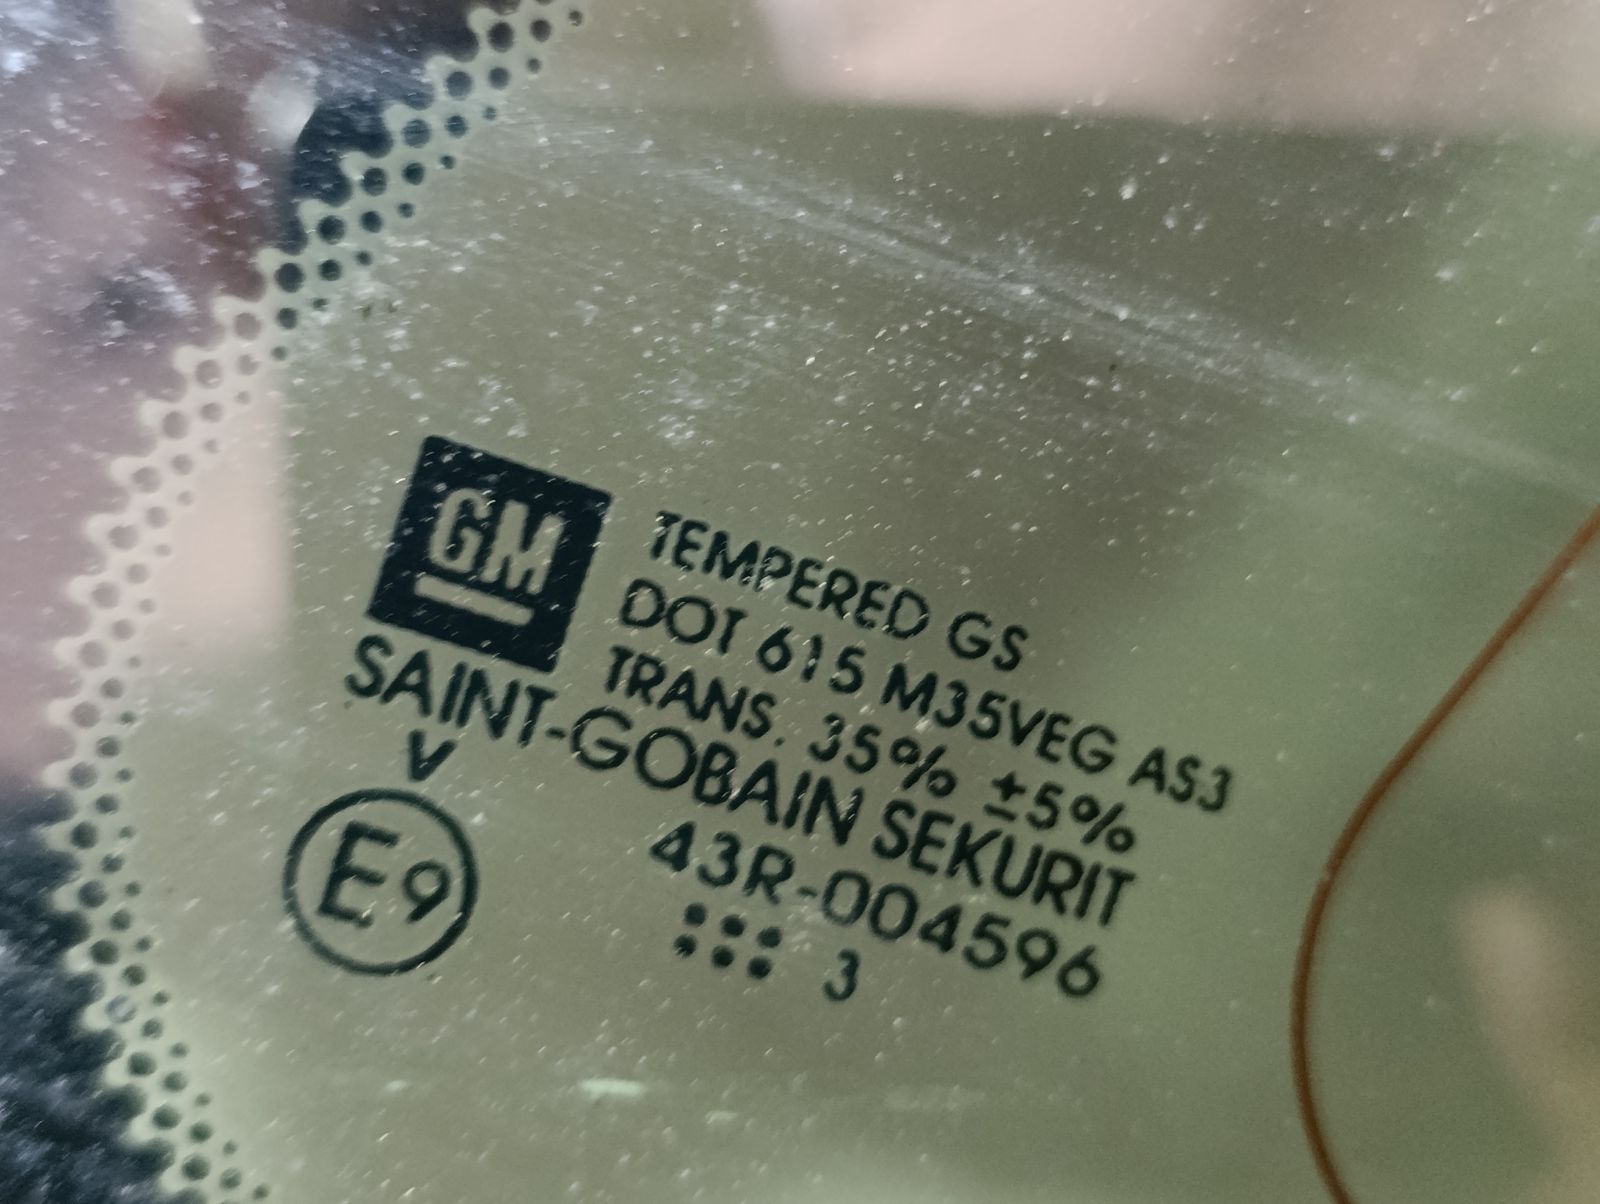 GM
TEMPERED GS
DOT 615 M35VEG AS3
TRANS. 35% ±5%
SAINT-GOBAIN SEKURIT
V
E9
43R-004596
3